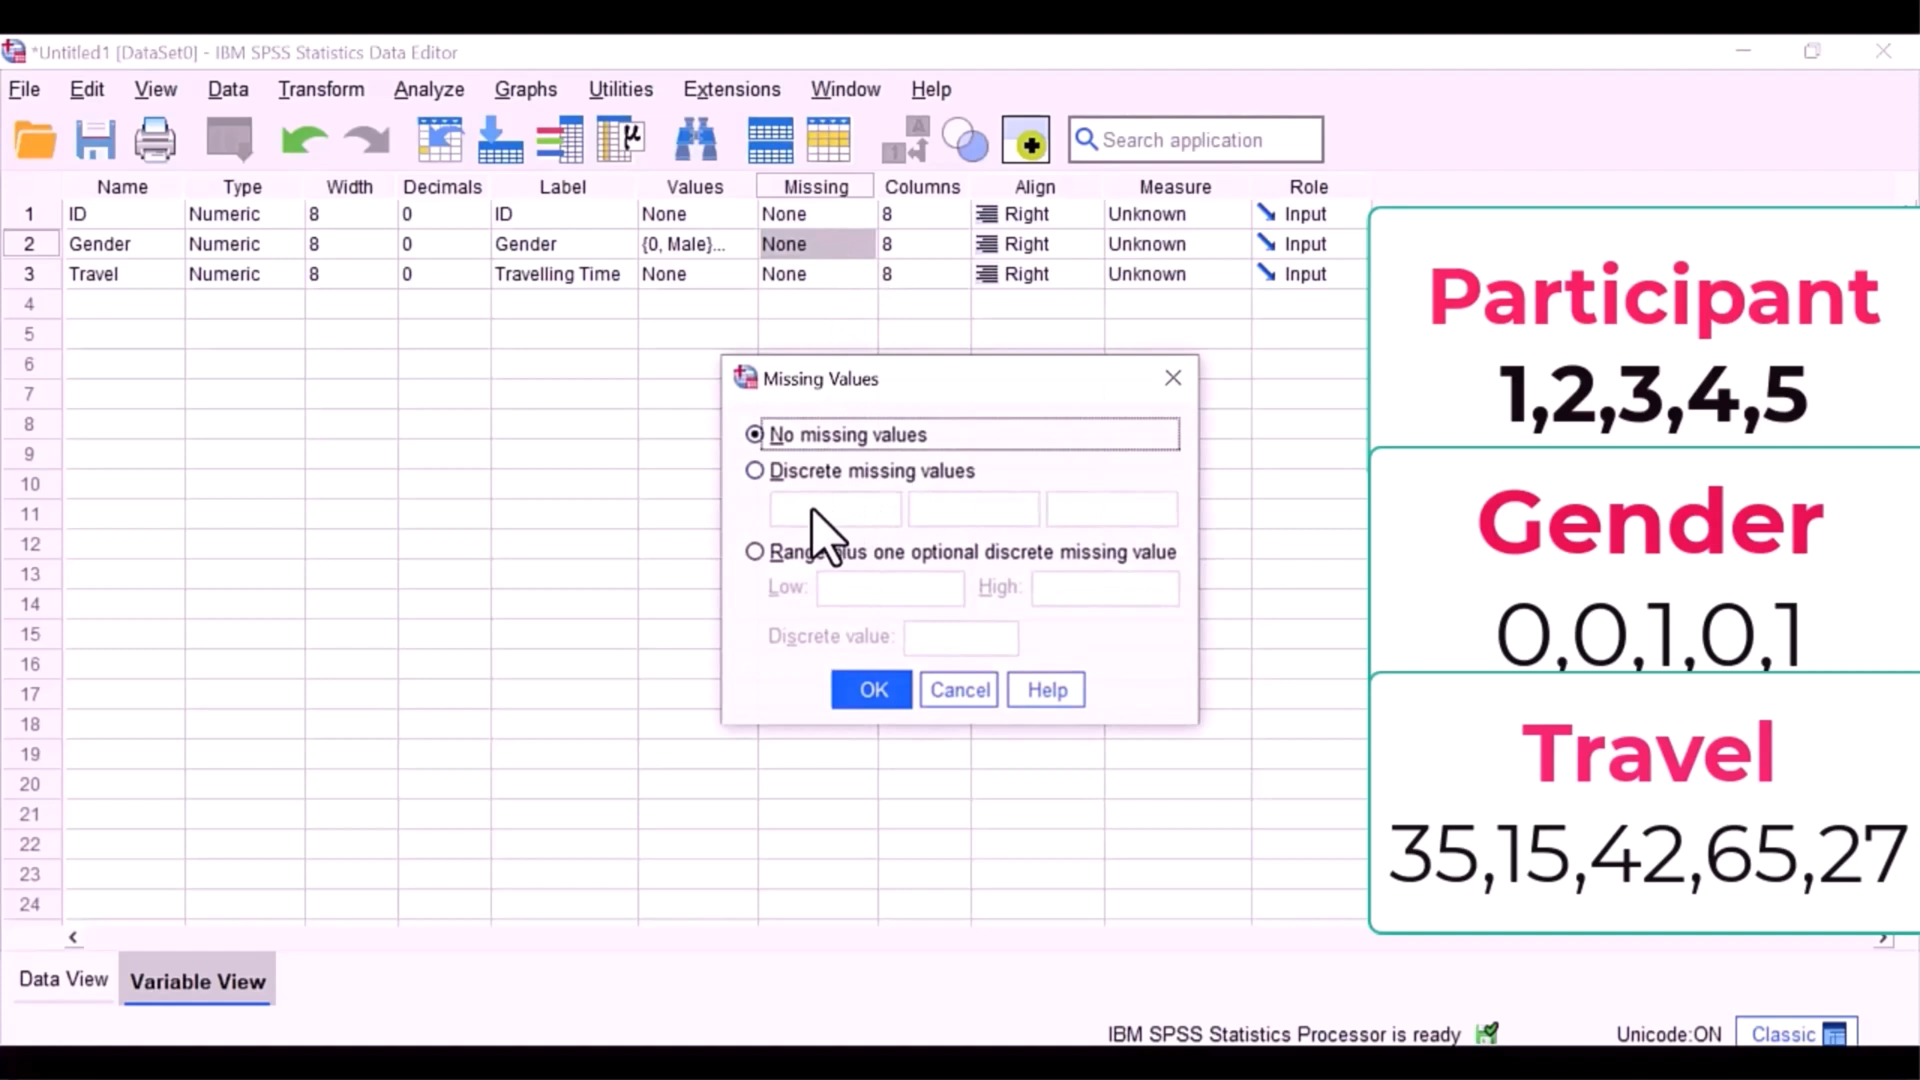 *Untitled1 [DataSet0] - IBM SPSS Statistics Data Editor
File Edit View Data Transform Analyze Graphs Utilities Extensions Window Help
Search application
Name Type Width Decimals Label Values Missing Columns Align Measure Role
1 ID Numeric 8 0 ID None None 8 Right Unknown Input
2 Gender Numeric 8 0 Gender {0, Male}... None 8 Right Unknown Input
3 Travel Numeric 8 0 Travelling Time None None 8 Right Unknown Input
4
5
6
7
8
9
10
11
12
13
14
15
16
17
18
19
20
21
22
23
24
Missing Values
No missing values
Discrete missing values
Range plus one optional discrete missing value
Low: High:
Discrete value:
OK Cancel Help
Participant
1,2,3,4,5
Gender
0,0,1,0,1
Travel
35,15,42,65,27
Data View Variable View
IBM SPSS Statistics Processor is ready Unicode:ON Classic